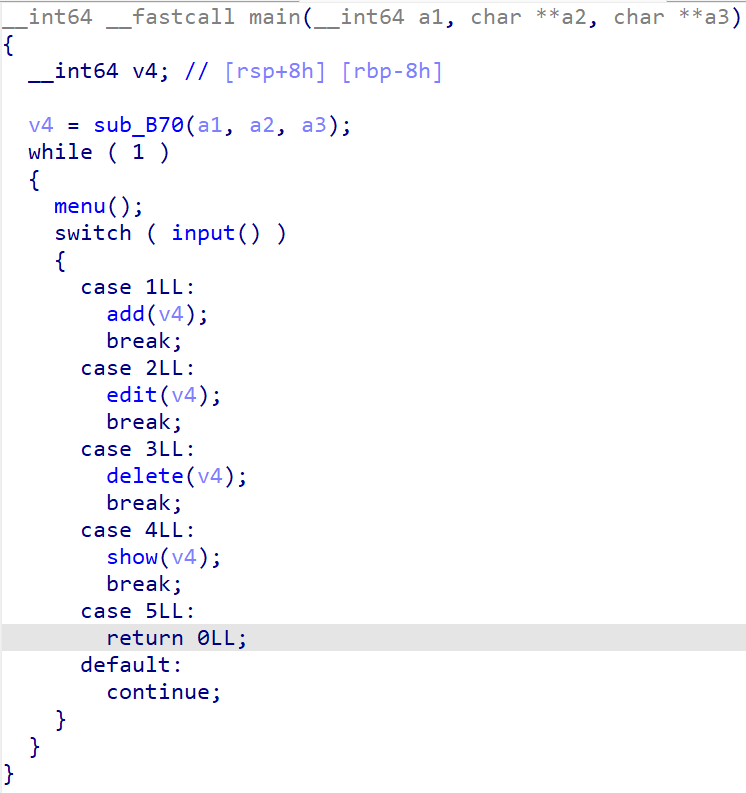 __int64 __fastcall main(__int64 a1, char **a2, char **a3)
{
  __int64 v4; // [rsp+8h] [rbp-8h]

  v4 = sub_B70(a1, a2, a3);
  while ( 1 )
  {
    menu();
    switch ( input() )
    {
      case 1LL:
        add(v4);
        break;
      case 2LL:
        edit(v4);
        break;
      case 3LL:
        delete(v4);
        break;
      case 4LL:
        show(v4);
        break;
      case 5LL:
        return 0LL;
      default:
        continue;
    }
  }
}